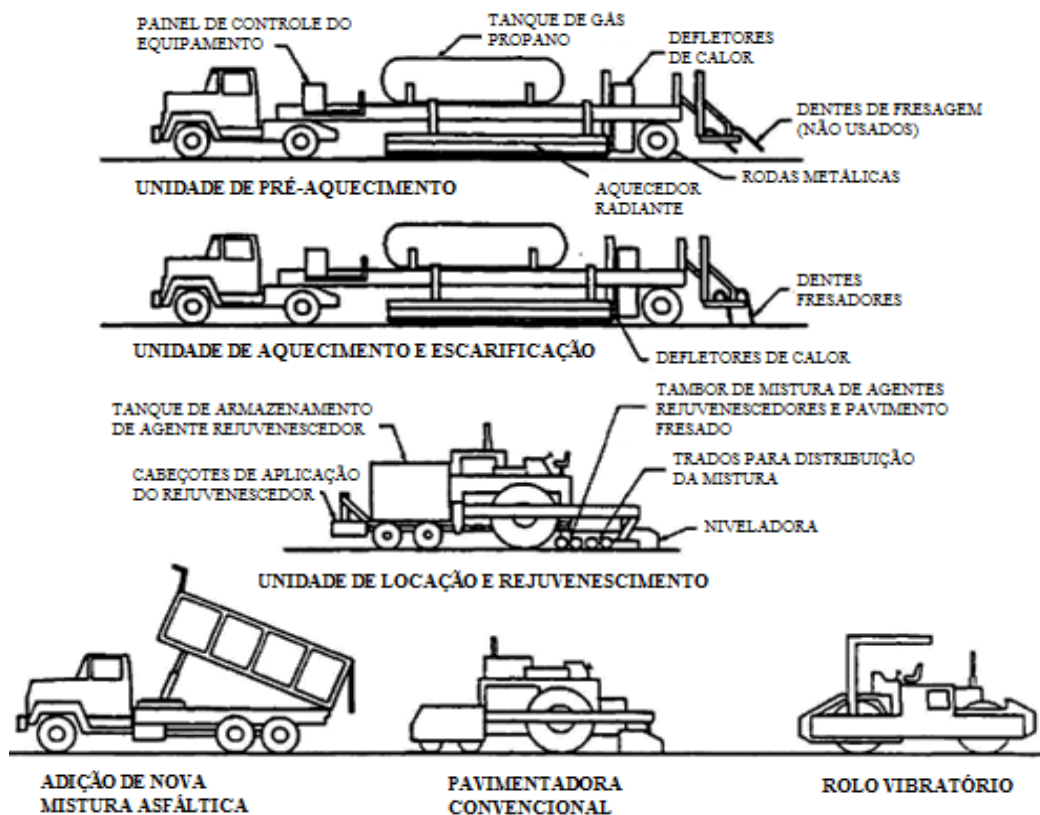 PAINEL DE CONTROLE DO
EQUIPAMENTO
TANQUE DE GÁS
PROPANO
DEFLETORES
DE CALOR
DENTES DE FRESAGEM
(NÃO USADOS)
RODAS METÁLICAS
AQUECEDOR
RADIANTE
UNIDADE DE PRÉ-AQUECIMENTO
DENTES
FRESADORES
DEFLETORES DE CALOR
UNIDADE DE AQUECIMENTO E ESCARIFICAÇÃO
TANQUE DE ARMAZENAMENTO
DE AGENTE REJUVENESCEDOR
TAMBOR DE MISTURA DE AGENTES
REJUVENESCEDORES E PAVIMENTO
FRESADO
CABEÇOTES DE APLICAÇÃO
DO REJUVENESCEDOR
TRADOS PARA DISTRIBUIÇÃO
DA MISTURA
NIVELADORA
UNIDADE DE LOCAÇÃO E REJUVENESCIMENTO
ADIÇÃO DE NOVA
MISTURA ASFÁLTICA
PAVIMENTADORA
CONVENCIONAL
ROLO VIBRATÓRIO